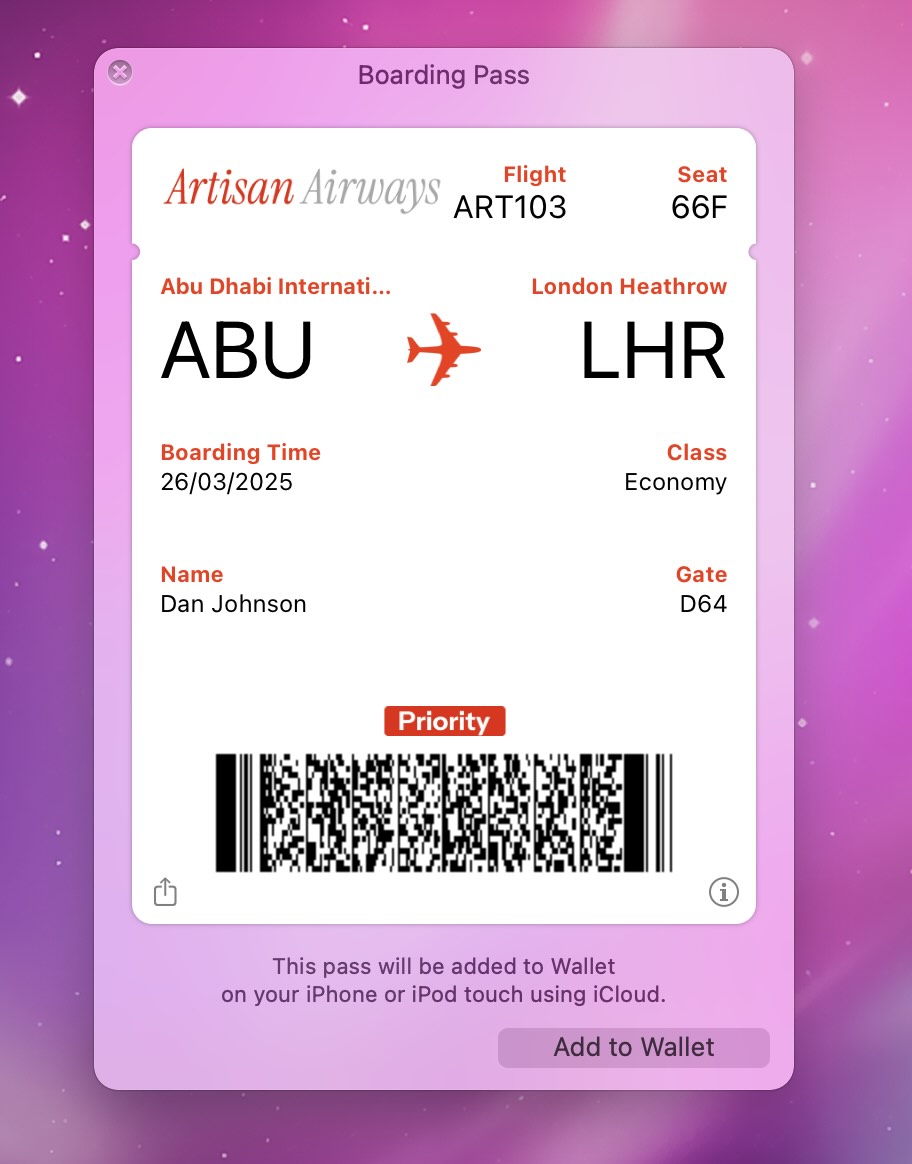 Boarding Pass
Artisan Airways
Flight
ART103
Seat
66F
Abu Dhabi Internati...
London Heathrow
ABU
LHR
Boarding Time
26/03/2025
Class
Economy
Name
Dan Johnson
Gate
D64
Priority
This pass will be added to Wallet
on your iPhone or iPod touch using iCloud.
Add to Wallet